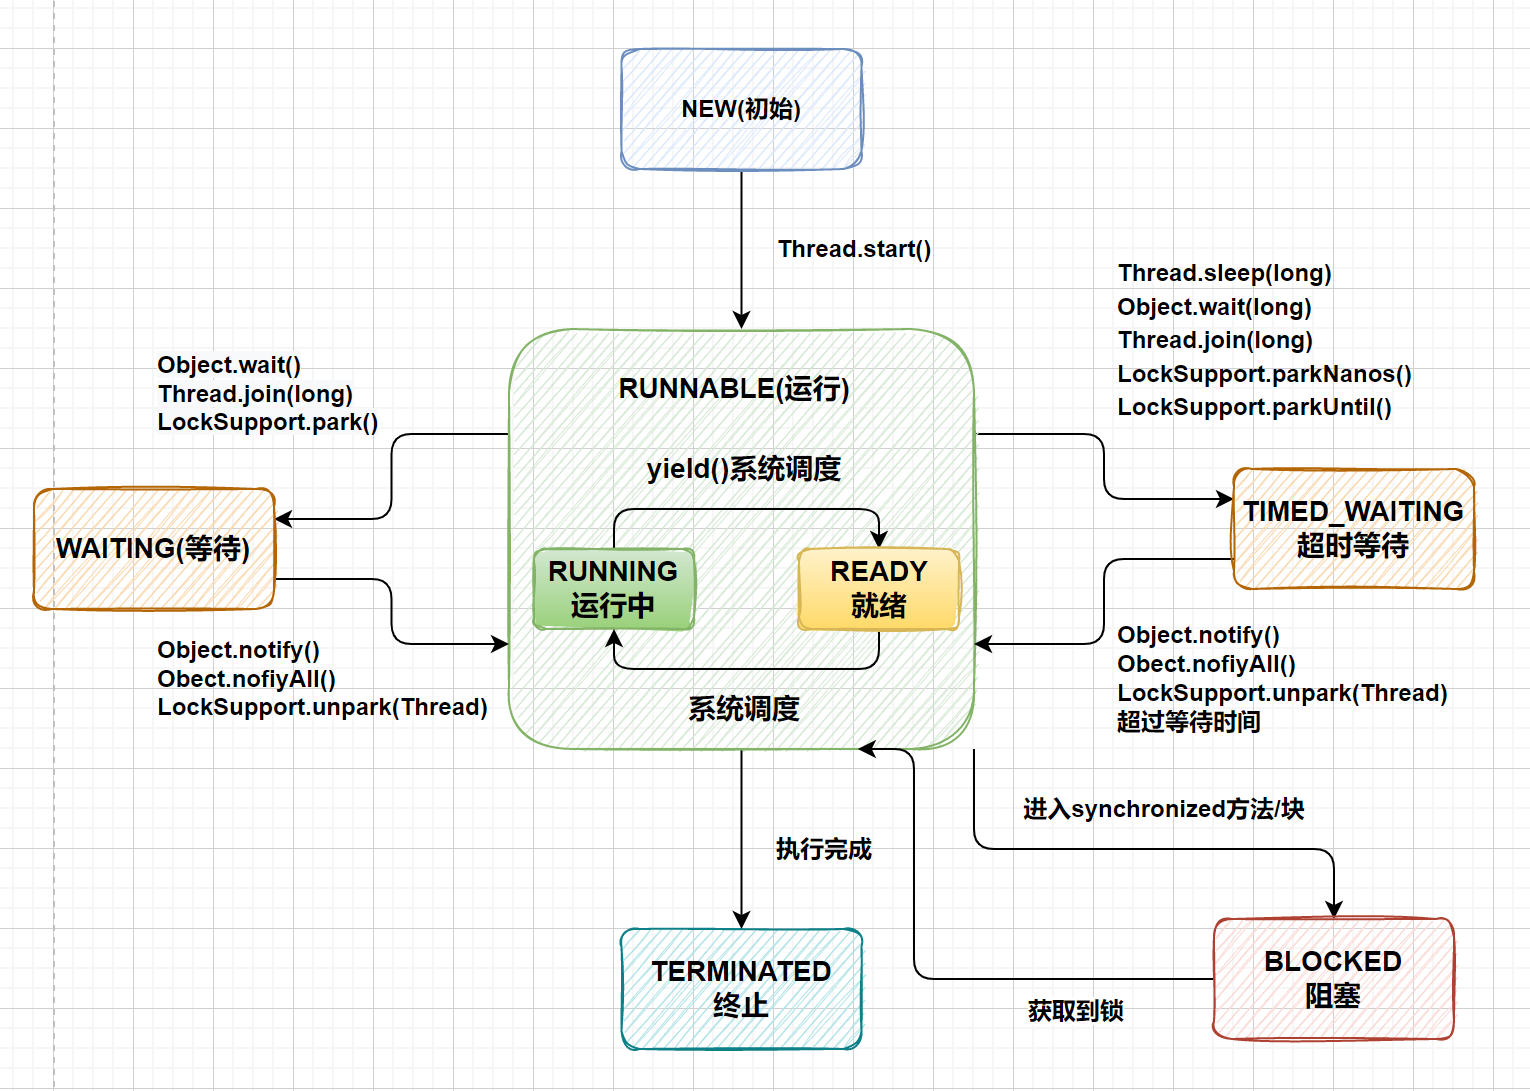 NEW(初始)
Thread.start()
Thread.sleep(long)
Object.wait(long)
Thread.join(long)
LockSupport.parkNanos()
LockSupport.parkUntil()
Object.wait()
Thread.join(long)
LockSupport.park()
RUNNABLE(运行)
yield()系统调度
WAITING(等待)
RUNNING
运行中
READY
就绪
TIMED_WAITING
超时等待
Object.notify()
Obect.nofiyAll()
LockSupport.unpark(Thread)
系统调度
Object.notify()
Obect.nofiyAll()
LockSupport.unpark(Thread)
超过等待时间
进入synchronized方法/块
执行完成
TERMINATED
终止
BLOCKED
阻塞
获取到锁